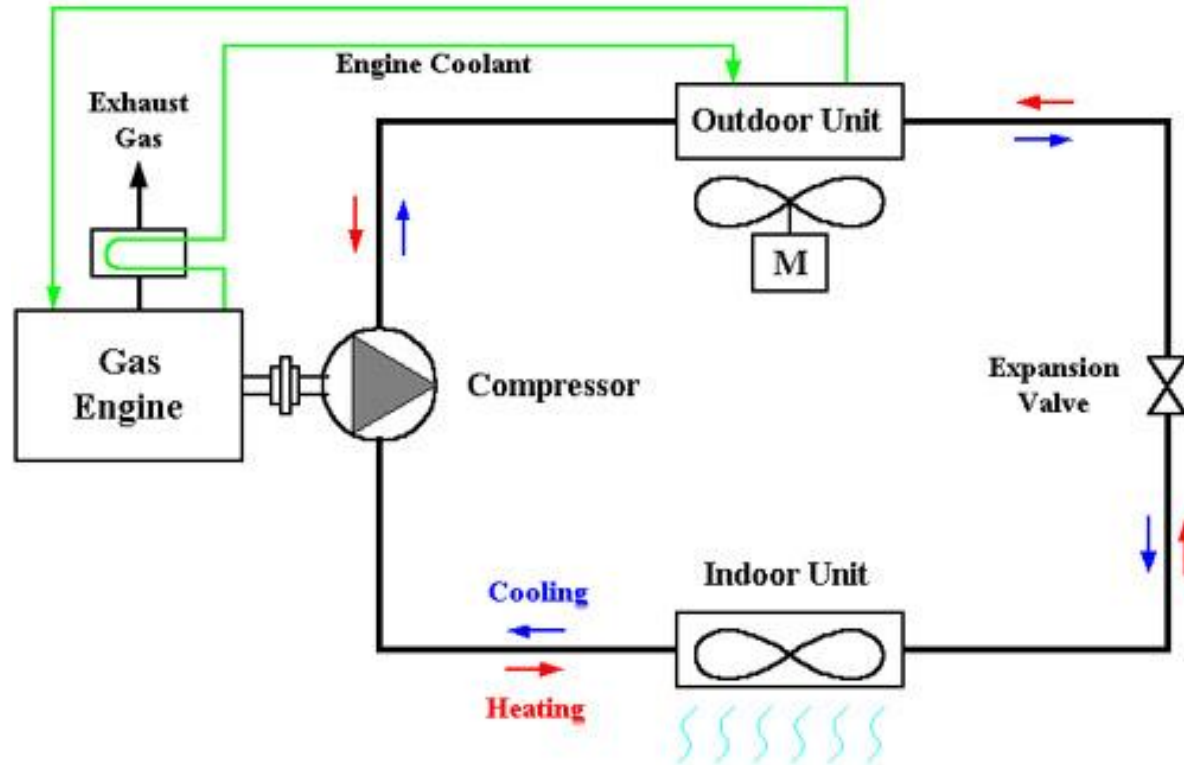 Engine Coolant
Exhaust
Gas
Outdoor Unit
M
Gas
Engine
Compressor
Expansion
Valve
Indoor Unit
Cooling
Heating